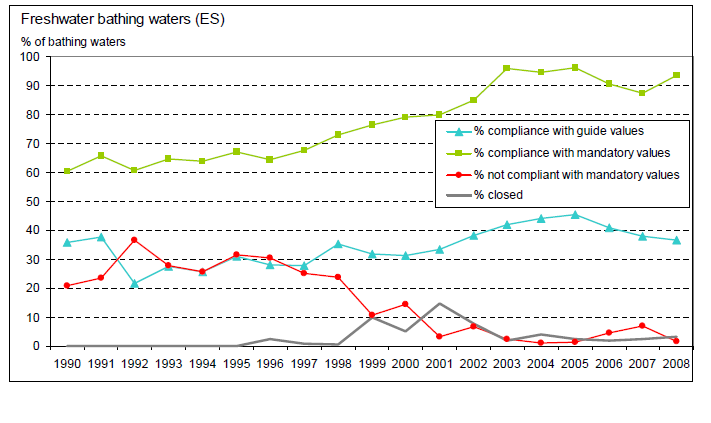 Freshwater bathing waters (ES)
% of bathing waters
100
90
80
70
60
50
40
30
20
10
0
% compliance with guide values
% compliance with mandatory values
% not compliant with mandatory values
% closed
1990 1991 1992 1993 1994 1995 1996 1997 1998 1999 2000 2001 2002 2003 2004 2005 2006 2007 2008